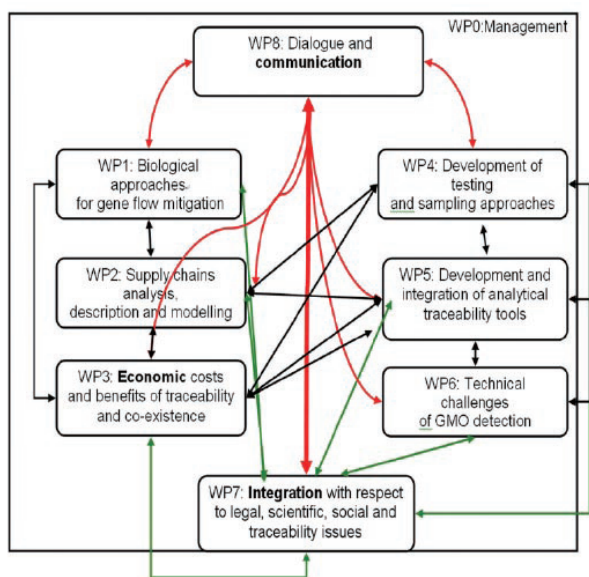 WP0:Management
WP8: Dialogue and
communication
WP1: Biological
approaches
for gene flow mitigation
WP4: Development of
testing
and sampling approaches
WP2: Supply chains
analysis,
description and modelling
WP5: Development and
integration of analytical
traceability tools
WP3: Economic costs
and benefits of traceability
and co-existence
WP6: Technical
challenges
of GMO detection
WP7: Integration with respect
to legal, scientific, social and
traceability issues